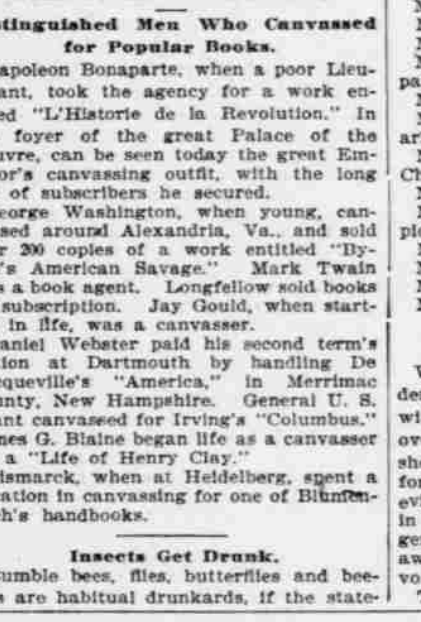 stinguished Men Who Canvassed
for Popular Books.
apoleon Bonaparte, when a poor Lieu-
ant, took the agency for a work en-
ed "L'Historie de la Revolution." In
foyer of the great Palace of the
uvre, can be seen today the great Em-
or's canvassing outfit, with the long
of subscribers he secured.
eorge Washington, when young, can-
sed around Alexandria, Va., and sold
r 200 copies of a work entitled "By-
's American Savage." Mark Twain
s a book agent. Longfellow sold books
subscription. Jay Gould, when start-
in life, was a canvasser.
aniel Webster paid his second term's
tion at Dartmouth by handling De
cqueville's "America," in Merrimac
unty, New Hampshire. General U. S.
ant canvassed for Irving's "Columbus."
nes G. Blaine began life as a canvasser
a "Life of Henry Clay."
ismarck, when at Heidelberg, spent a
cation in canvassing for one of Blumen-
ch's handbooks.
Insects Get Drunk.
umble bees, flies, butterflies and bee-
s are habitual drunkards, if the state-